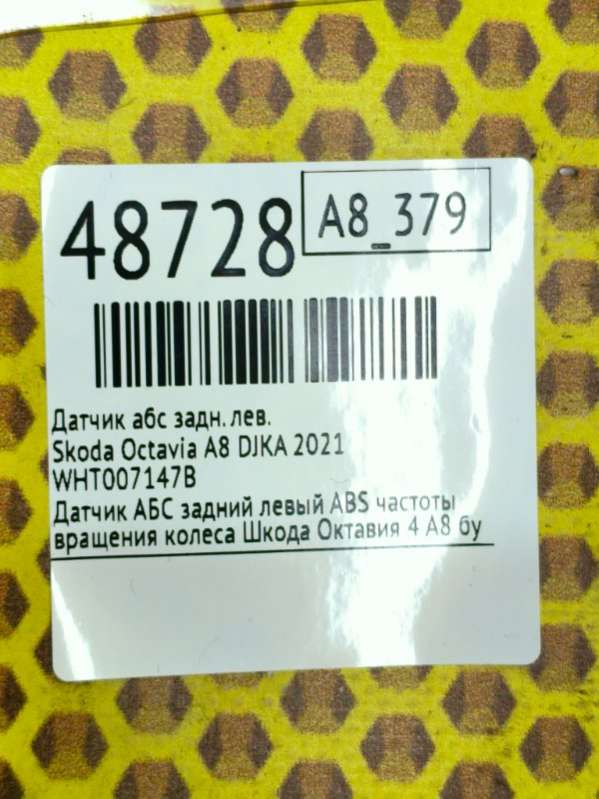 48728
A8_379
Датчик абс задн. лев.
Skoda Octavia A8 DJKA 2021
WHT007147B
Датчик АБС задний левый ABS частоты
вращения колеса Шкода Октавия 4 А8 бу